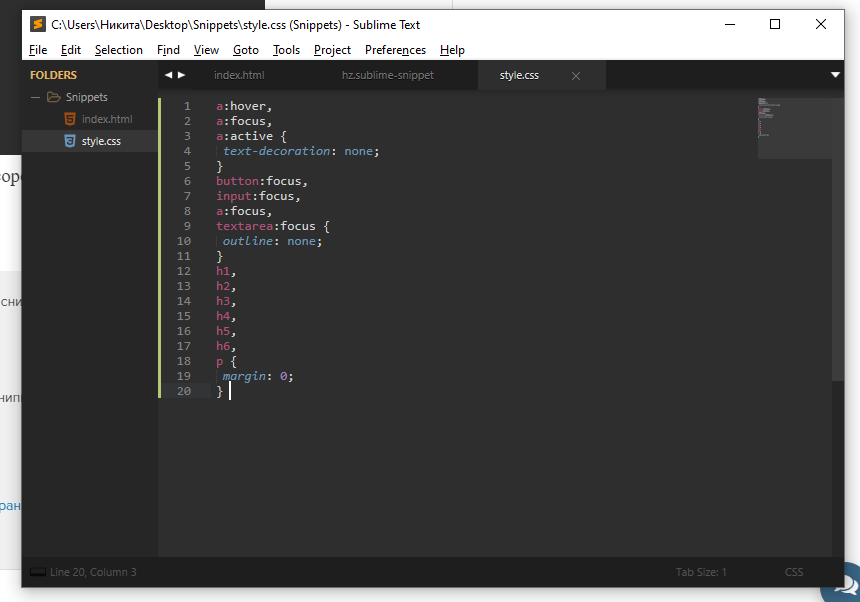 C:\Users\Никита\Desktop\Snippets\style.css (Snippets) - Sublime Text
File Edit Selection Find View Goto Tools Project Preferences Help
FOLDERS
Snippets
index.html
style.css
index.html hz.sublime-snippet style.css
1 a:hover,
2 a:focus,
3 a:active {
4 text-decoration: none;
5 }
6 button:focus,
7 input:focus,
8 a:focus,
9 textarea:focus {
10 outline: none;
11 }
12 h1,
13 h2,
14 h3,
15 h4,
16 h5,
17 h6,
18 p {
19 margin: 0;
20 }
Line 20, Column 3 Tab Size: 1 CSS